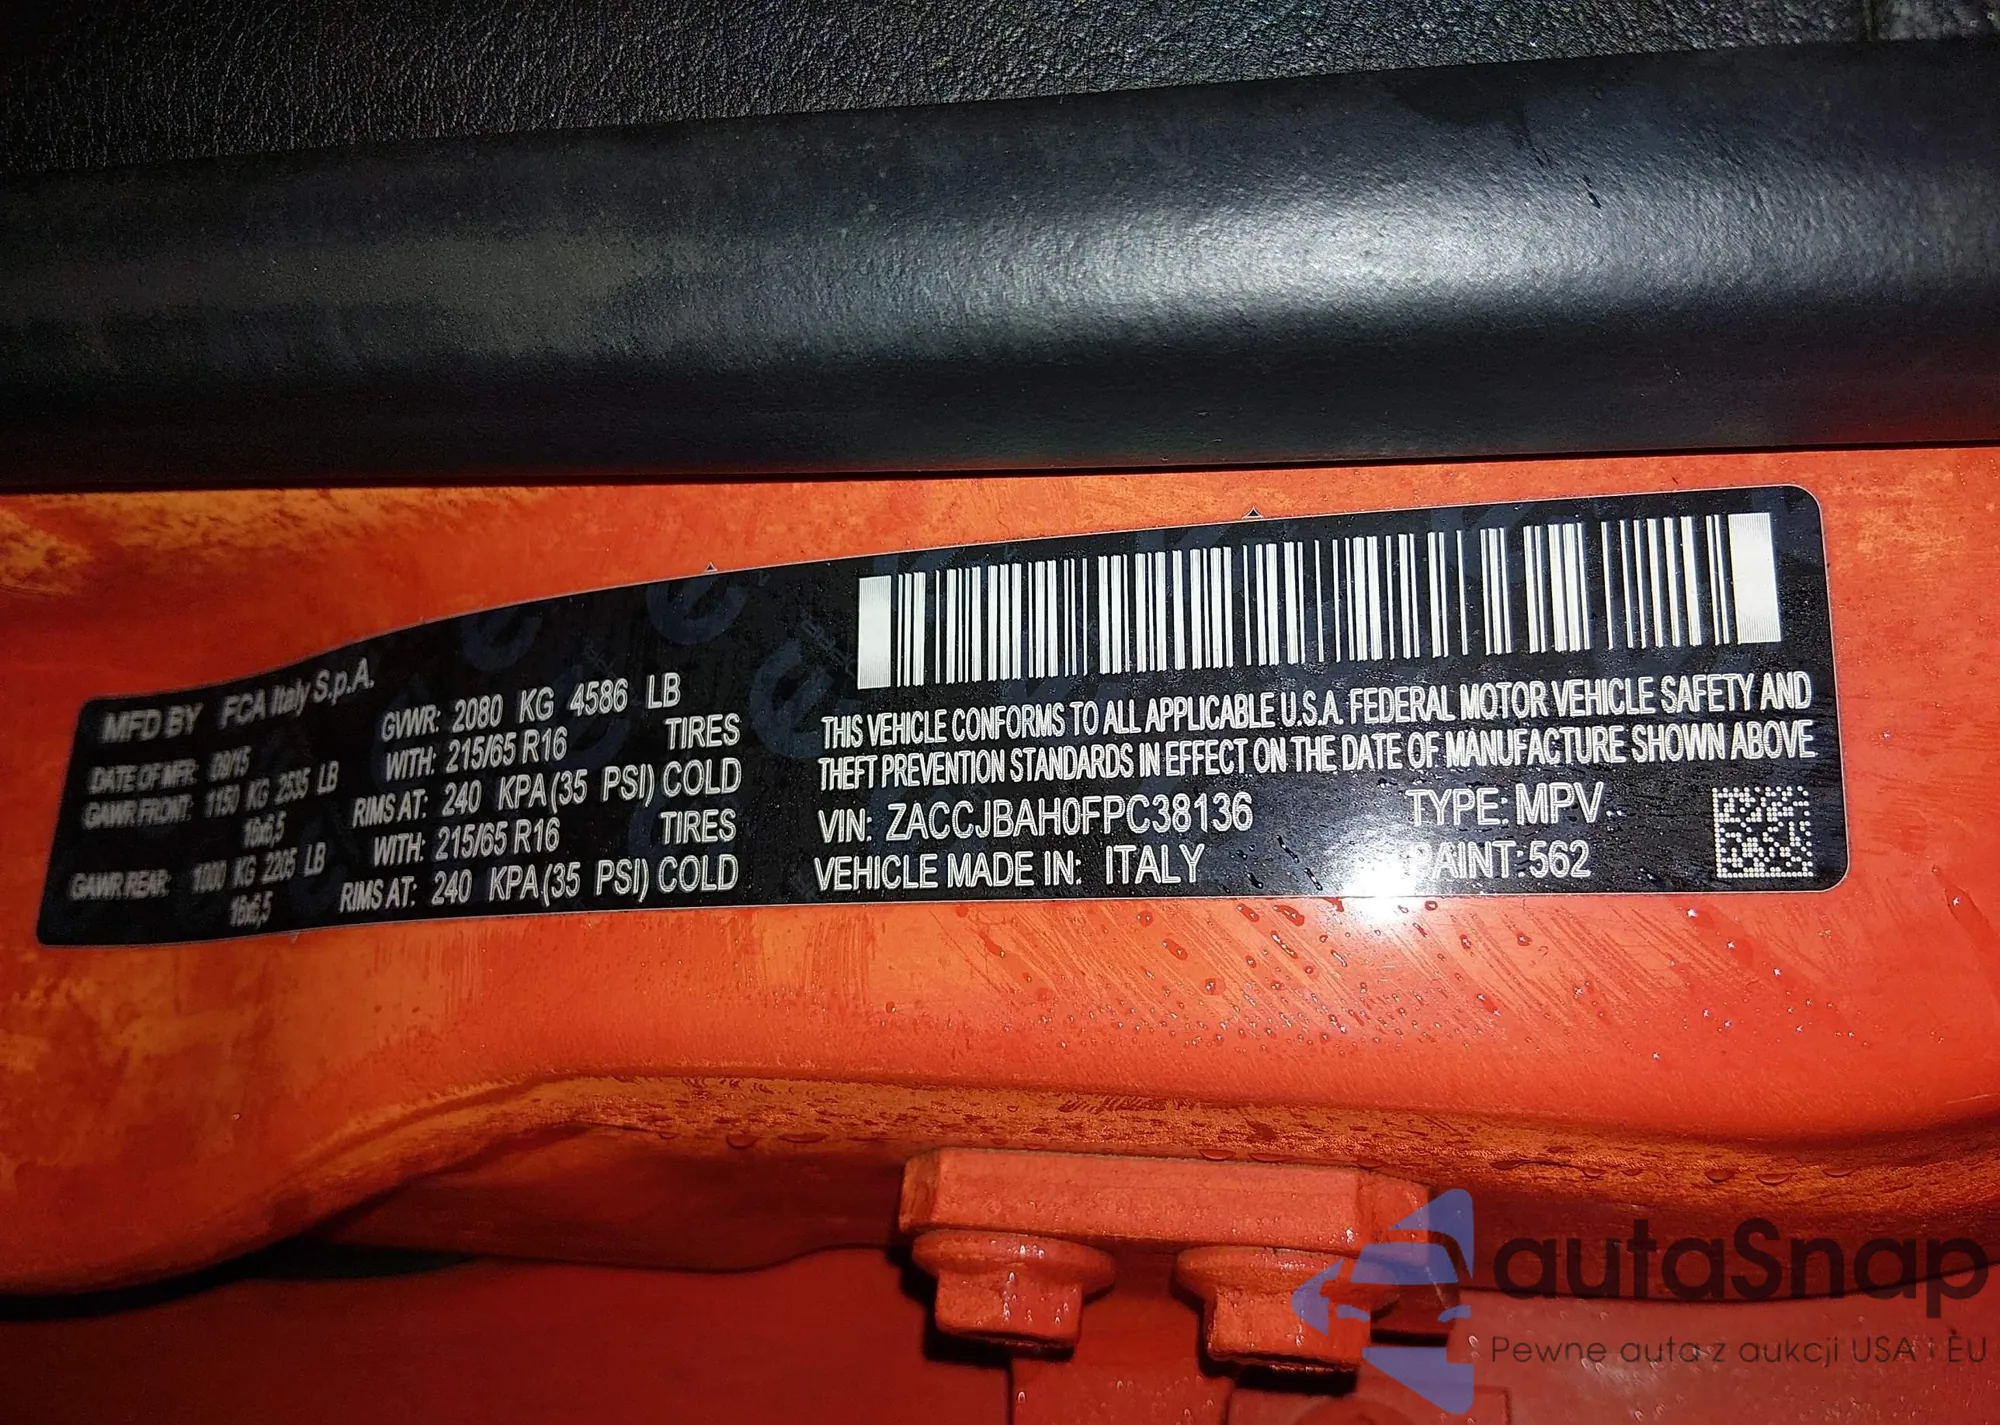 MFD BY FCA Italy S.p.A.
DATE OF MFR: 09/15
GVWR: 2080 KG 4586 LB
GAWR FRONT: 1150 KG 2535 LB
WITH: 215/65 R16 TIRES
16x6,5
RIMS AT: 240 KPA (35 PSI) COLD
GAWR REAR: 1000 KG 2205 LB
WITH: 215/65 R16 TIRES
16x6,5
RIMS AT: 240 KPA (35 PSI) COLD
THIS VEHICLE CONFORMS TO ALL APPLICABLE U.S.A. FEDERAL MOTOR VEHICLE SAFETY AND
THEFT PREVENTION STANDARDS IN EFFECT ON THE DATE OF MANUFACTURE SHOWN ABOVE
VIN: ZACCJBAH0FPC38136 TYPE: MPV
VEHICLE MADE IN: ITALY PAINT: 562
autaSnap
Pewne auta z aukcji USA i EU